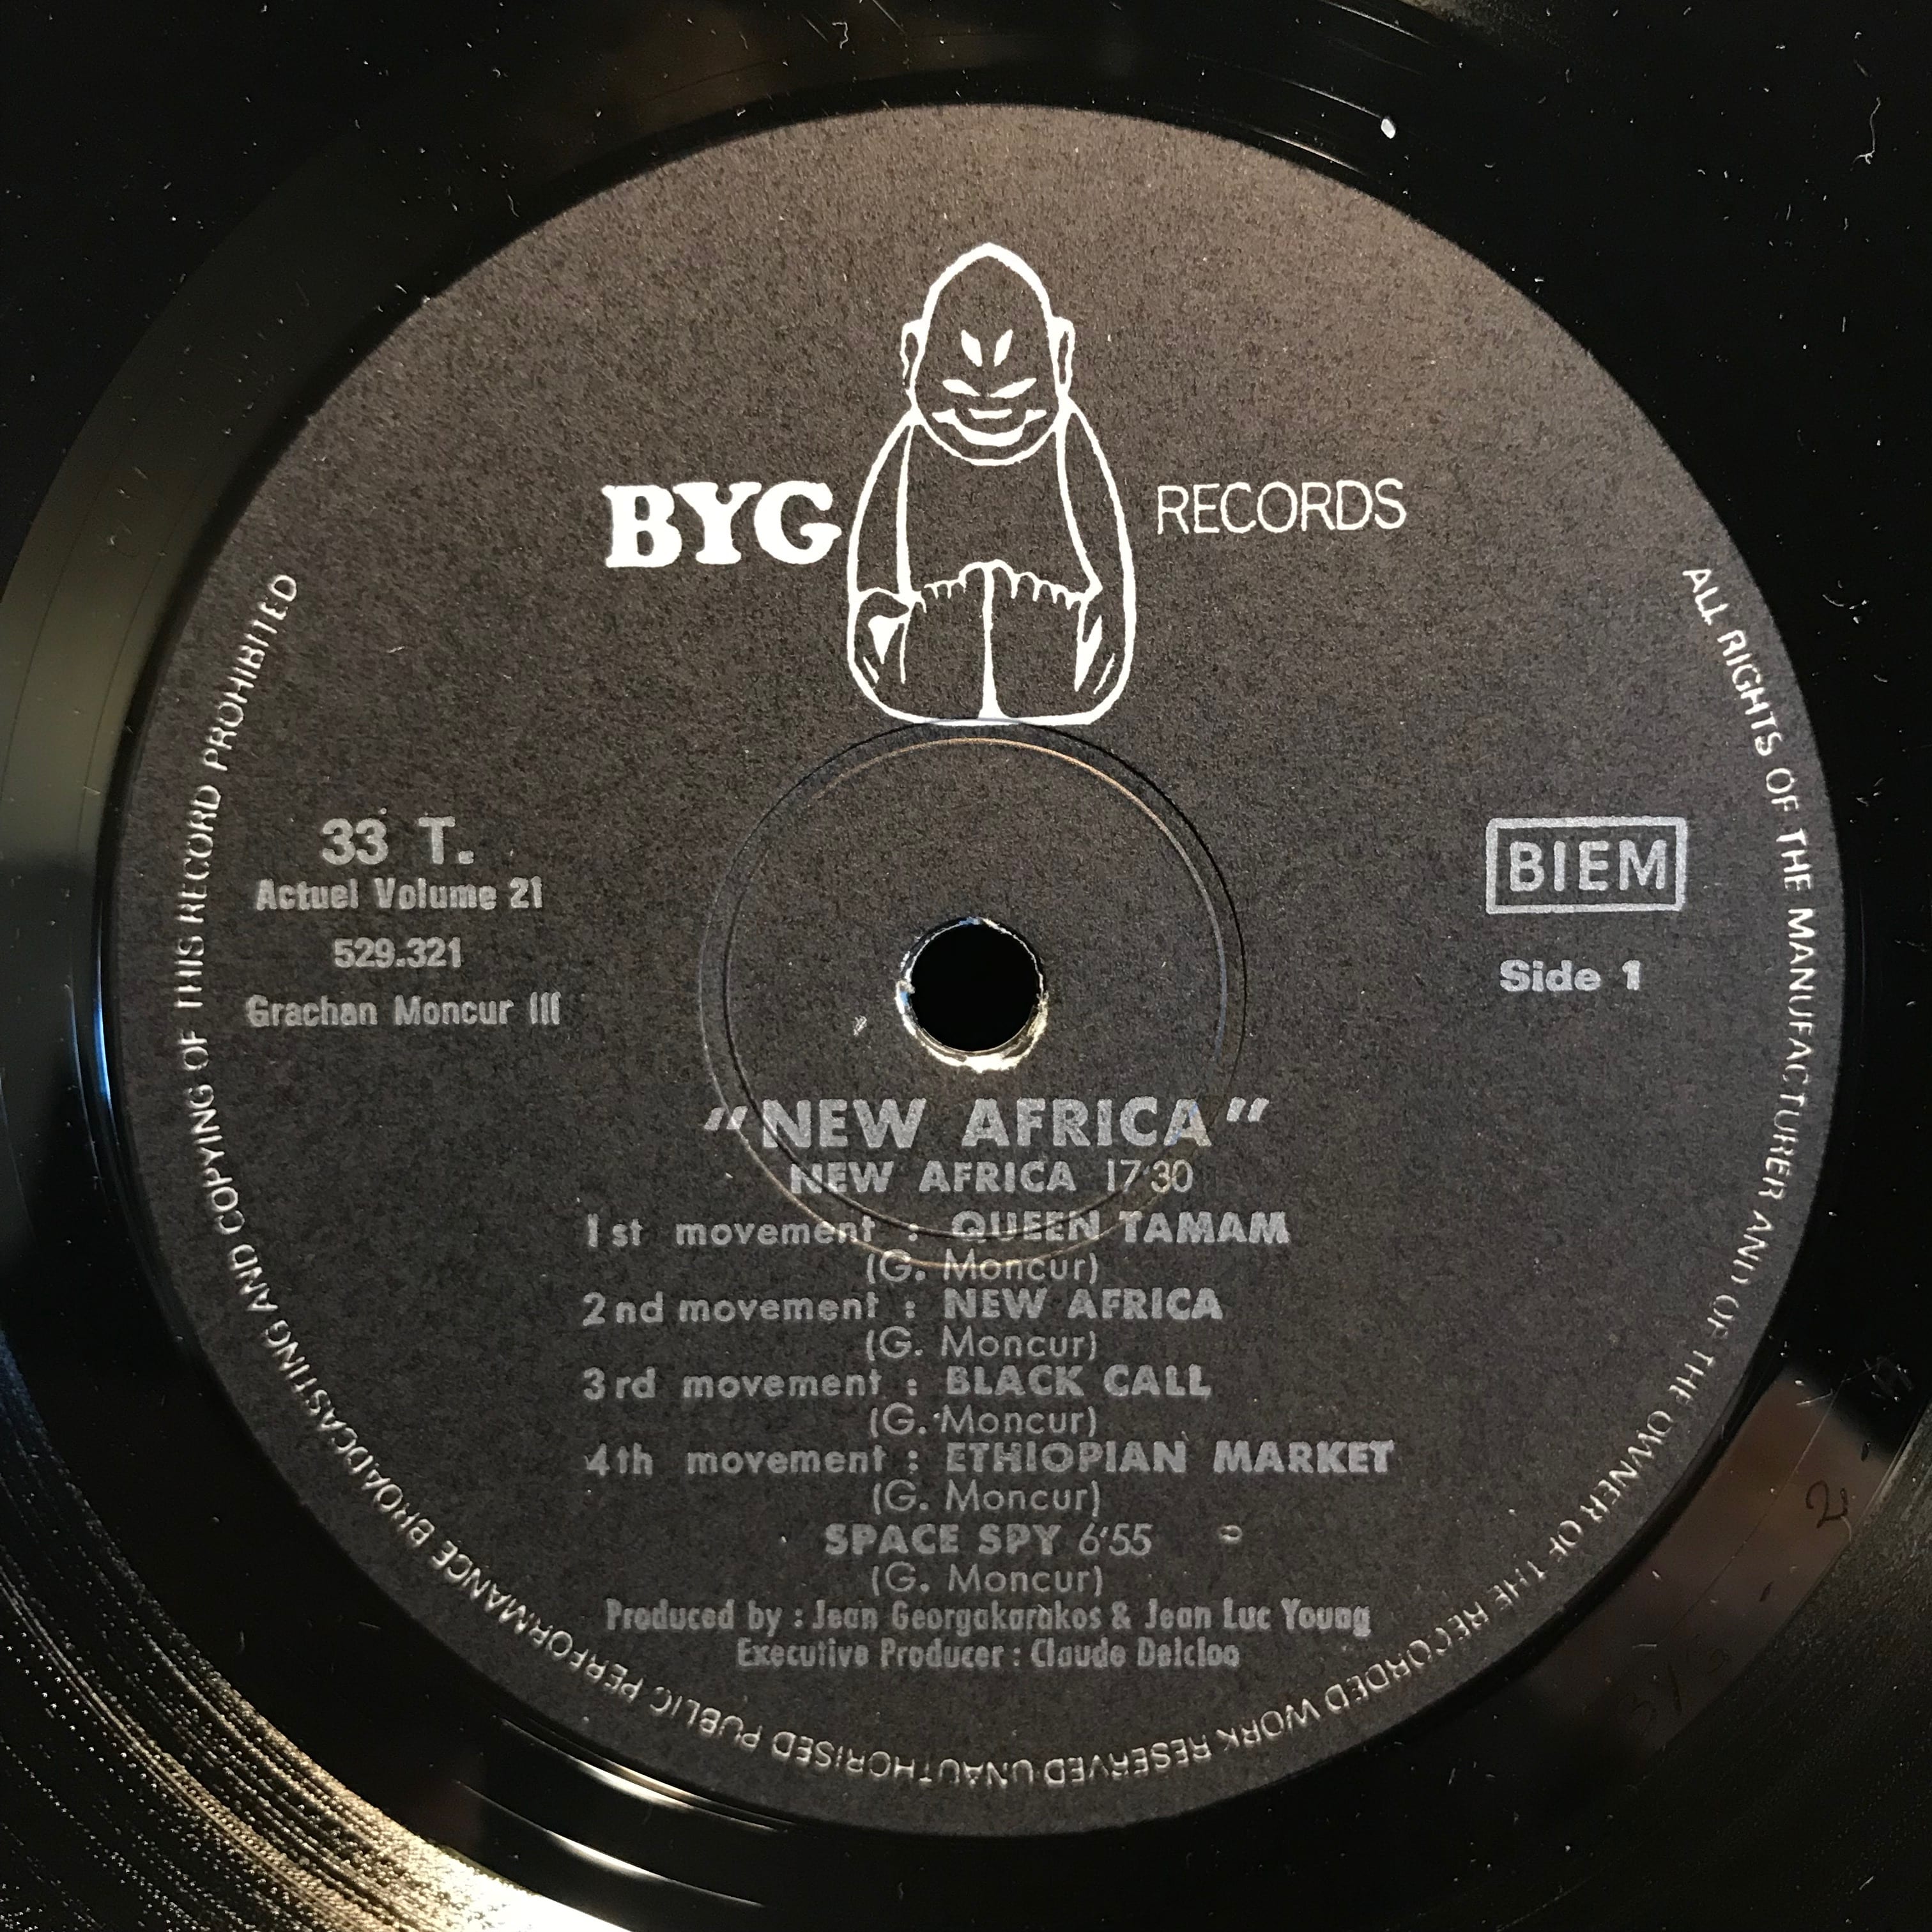 BYG RECORDS
33 T.
Actuel Volume 21
529.321
Grachan Moncur III
BIEM
Side 1
"NEW AFRICA"
NEW AFRICA 17'30
1st movement : QUEEN TAMAM
(G. Moncur)
2nd movement : NEW AFRICA
(G. Moncur)
3rd movement : BLACK CALL
(G. Moncur)
4th movement : ETHIOPIAN MARKET
(G. Moncur)
SPACE SPY 6'55
(G. Moncur)
Produced by : Jean Georgakarakos & Jean Luc Young
Executive Producer : Claude Delcloo
ALL RIGHTS OF THE MANUFACTURER AND OF THE OWNER OF THE RECORDED WORK RESERVED UNAUTHORISED PUBLIC PERFORMANCE BROADCASTING AND COPYING OF THIS RECORD PROHIBITED